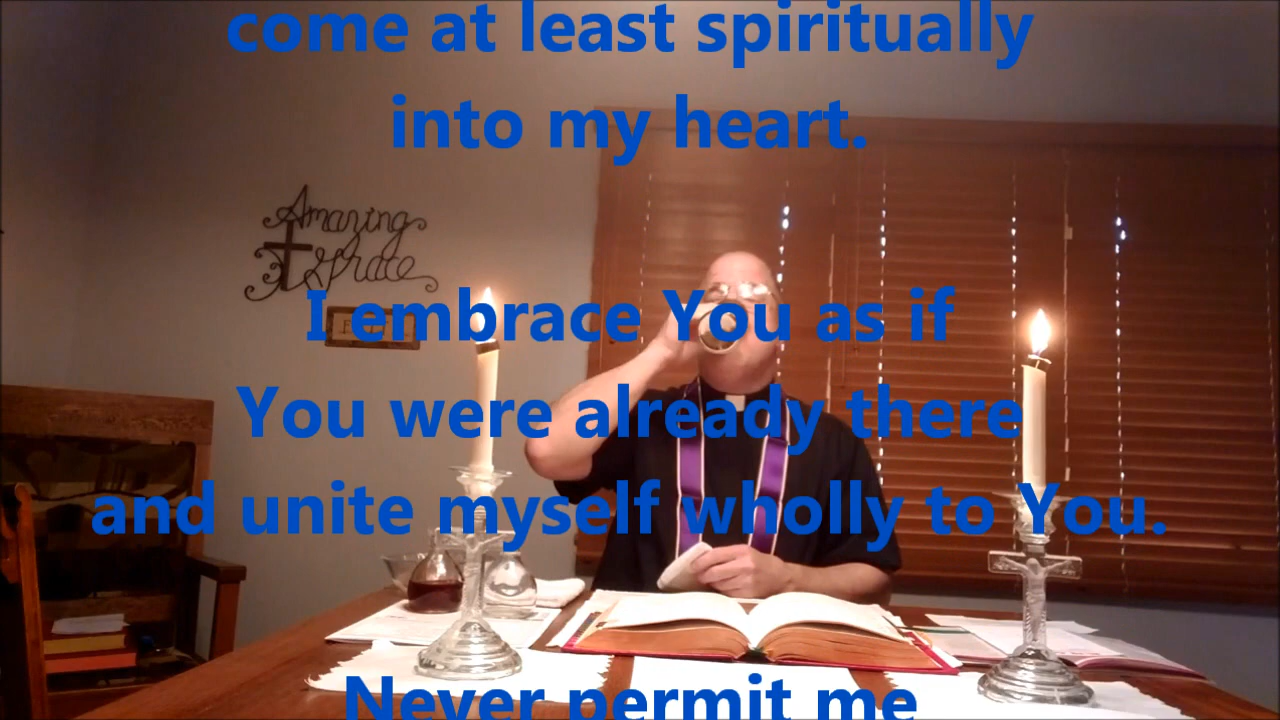 come at least spiritually
into my heart.
Amazing
Grace
I embrace You as if
You were already there
and unite myself wholly to You.
Never permit me